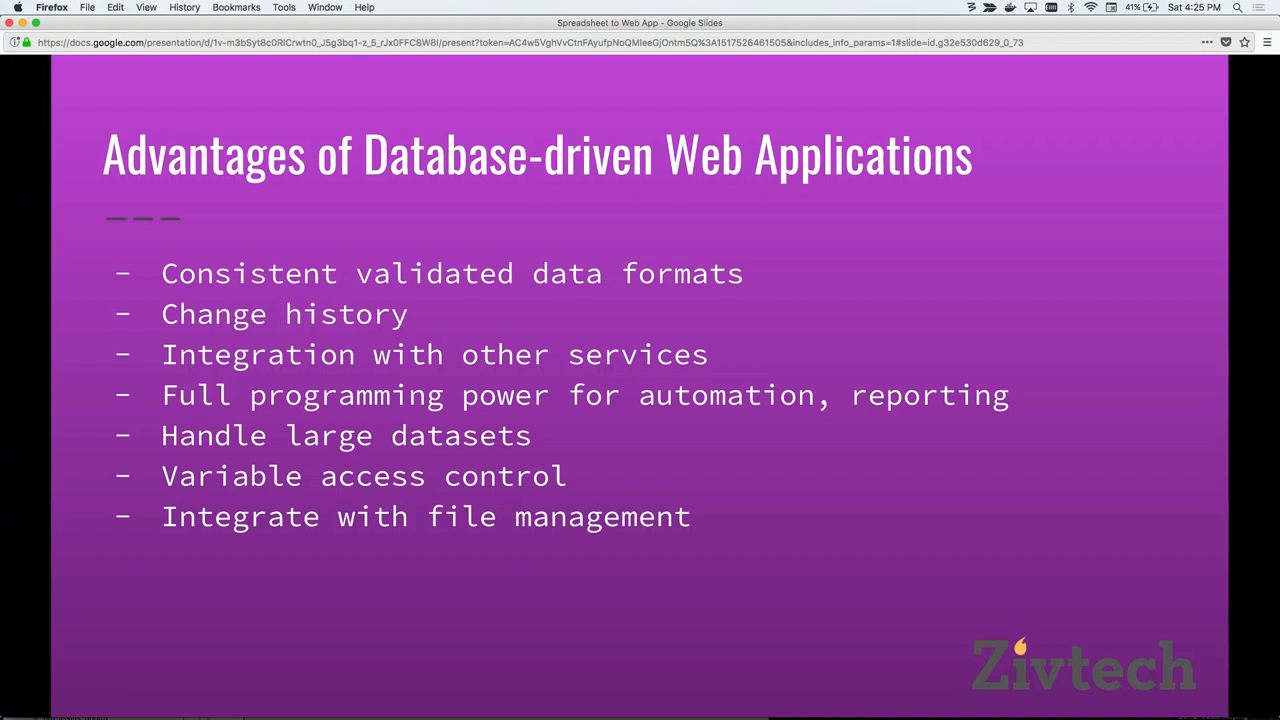 Firefox File Edit View History Bookmarks Tools Window Help 41% Sat 4:25 PM
Spreadsheet to Web App - Google Slides
Advantages of Database-driven Web Applications
- Consistent validated data formats
- Change history
- Integration with other services
- Full programming power for automation, reporting
- Handle large datasets
- Variable access control
- Integrate with file management
Zivtech